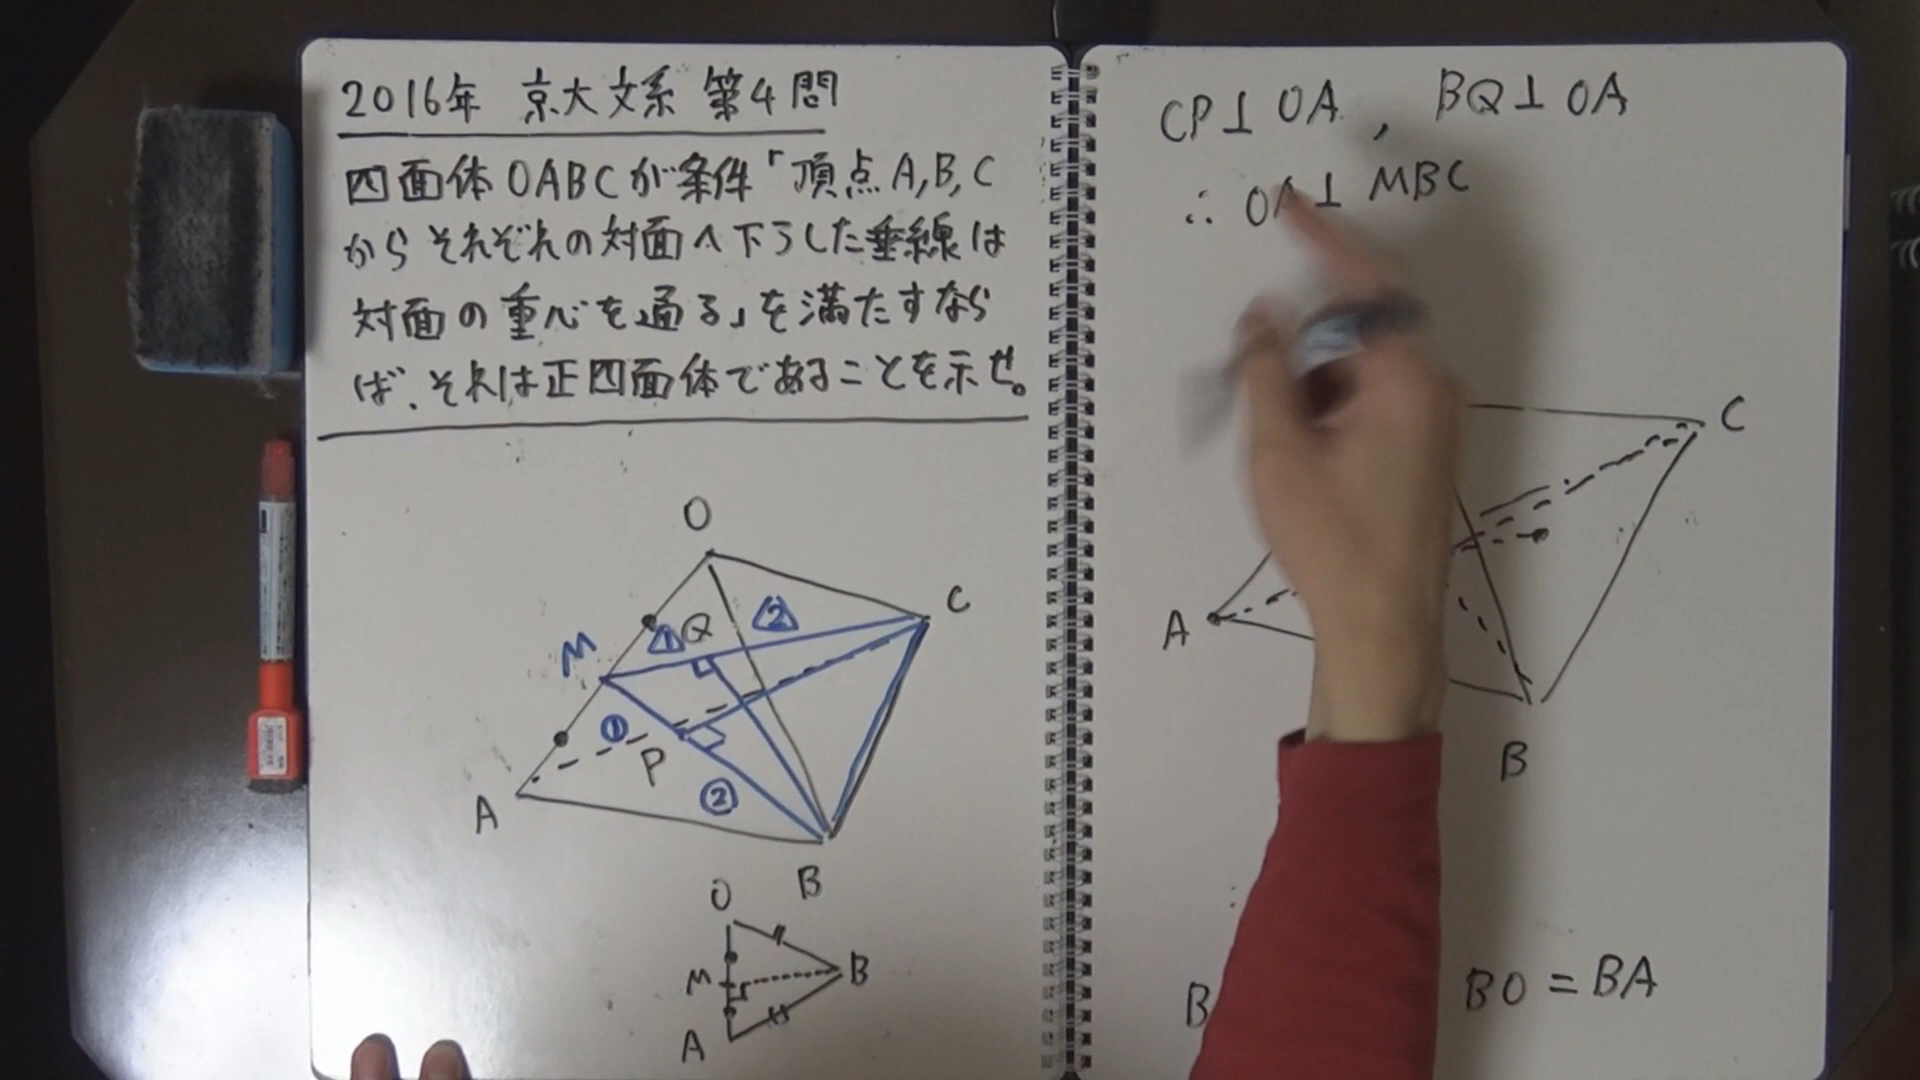 2016年 京大文系 第4問
四面体OABCが条件「頂点A,B,C
からそれぞれの対面へ下ろした垂線は
対面の重心を通る」を満たすなら
ば、それは正四面体であることを示せ。
O
C
M
1
Q
2
1
P
2
A
B
O
M
B
A
CP⊥OA, BQ⊥OA
∴ OA⊥MBC
C
A
B
B
BO=BA